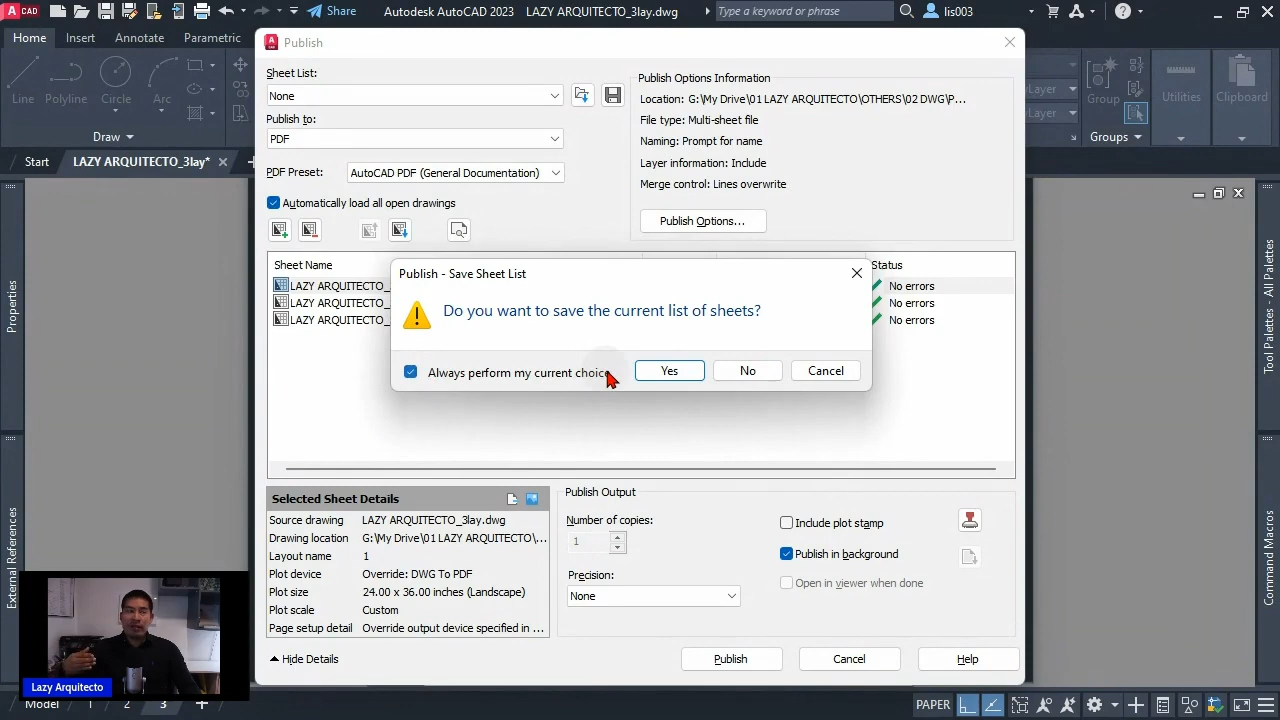 Share
Autodesk AutoCAD 2023 LAZY ARQUITECTO_3lay.dwg
Type a keyword or phrase
lis003
Home Insert Annotate Parametric
Line Polyline Circle Arc
Draw
Group
Groups
Utilities
Clipboard
Start LAZY ARQUITECTO_3lay*
Properties
External References
Tool Palettes - All Palettes
Command Macros
Publish
Sheet List:
None
Publish to:
PDF
PDF Preset: AutoCAD PDF (General Documentation)
Automatically load all open drawings
Publish Options Information
Location: G:\My Drive\01 LAZY ARQUITECTO\OTHERS\02 DWG\P...
File type: Multi-sheet file
Naming: Prompt for name
Layer information: Include
Merge control: Lines overwrite
Publish Options...
Sheet Name Status
LAZY ARQUITECTO_ No errors
LAZY ARQUITECTO_ No errors
LAZY ARQUITECTO_ No errors
Publish - Save Sheet List
Do you want to save the current list of sheets?
Always perform my current choice
Yes No Cancel
Selected Sheet Details
Source drawing LAZY ARQUITECTO_3lay.dwg
Drawing location G:\My Drive\01 LAZY ARQUITECTO\...
Layout name 1
Plot device Override: DWG To PDF
Plot size 24.00 x 36.00 inches (Landscape)
Plot scale Custom
Page setup detail Override output device specified in ...
Hide Details
Publish Output
Number of copies:
1
Precision:
None
Include plot stamp
Publish in background
Open in viewer when done
Publish Cancel Help
Lazy Arquitecto
Model 1 2 3
PAPER